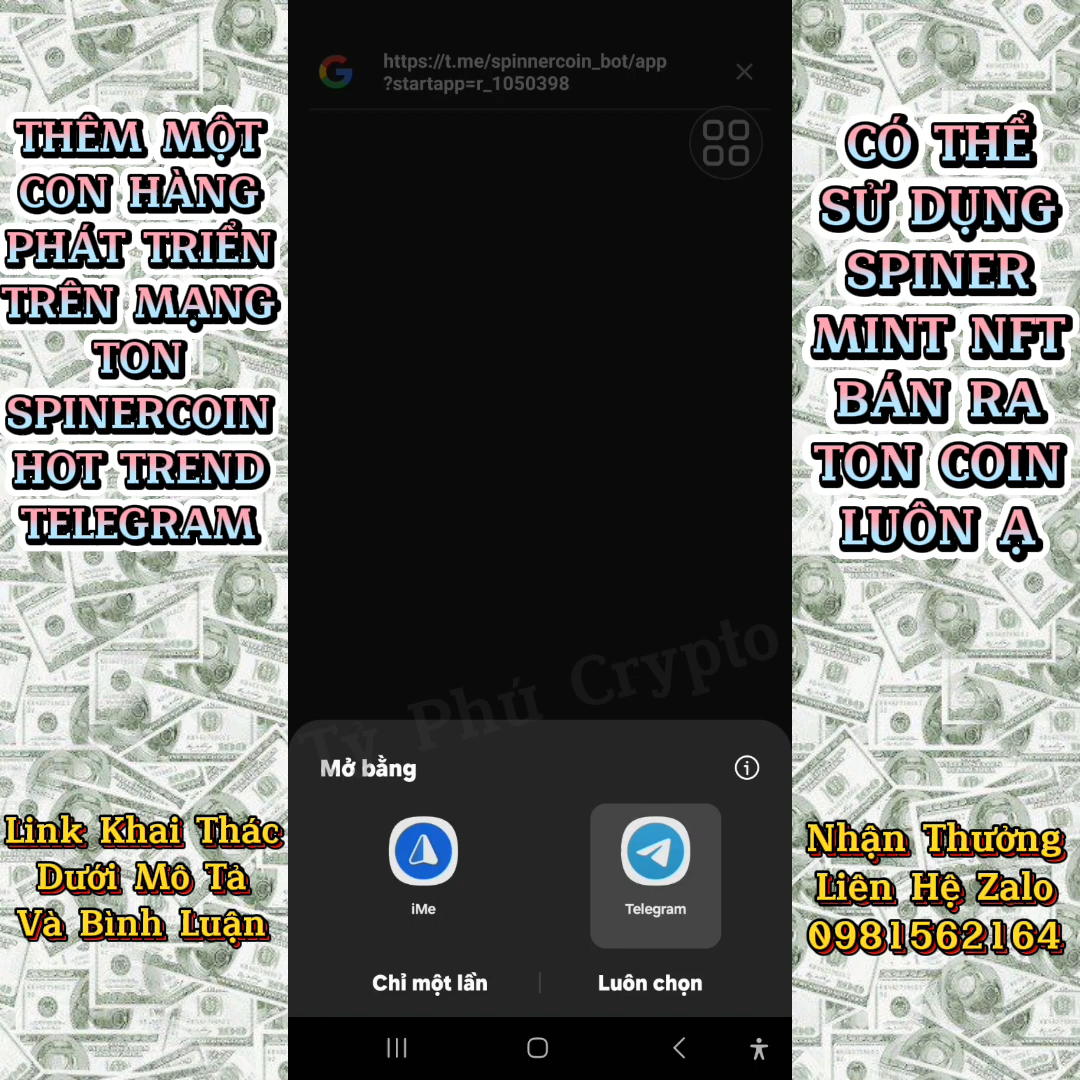 https://t.me/spinnercoin_bot/app
?startapp=r_1050398
THÊM MỘT
CON HÀNG
PHÁT TRIỂN
TRÊN MẠNG
TON
SPINERCOIN
HOT TREND
TELEGRAM
CÓ THỂ
SỬ DỤNG
SPINER
MINT NFT
BÁN RA
TON COIN
LUÔN Ạ
Tỷ Phú Crypto
Mở bằng
iMe
Telegram
Chỉ một lần
Luôn chọn
Link Khai Thác
Dưới Mô Tả
Và Bình Luận
Nhận Thưởng
Liên Hệ Zalo
0981562164